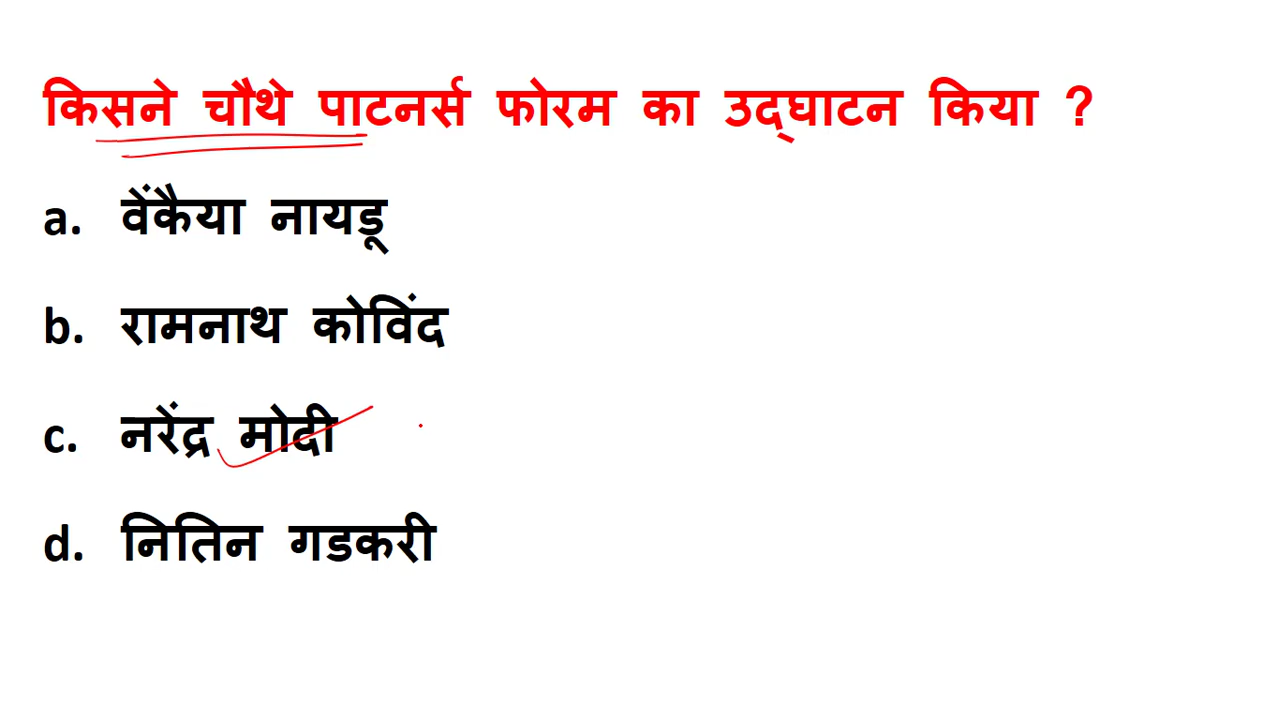 किसने चौथे पाटनर्स फोरम का उद्घाटन किया ?
a. वेंकैया नायडू
b. रामनाथ कोविंद
c. नरेंद्र मोदी
d. नितिन गडकरी